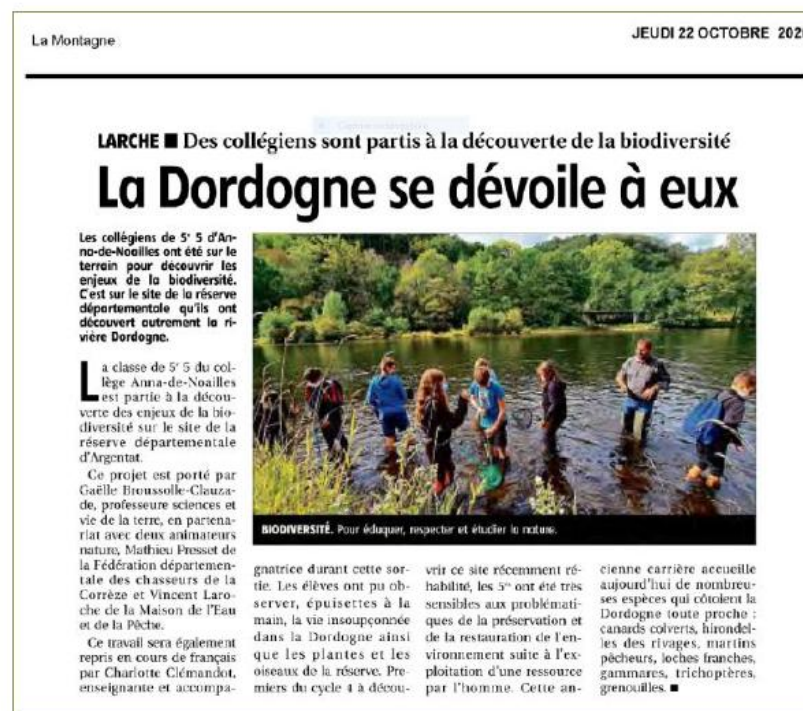 La Montagne
JEUDI 22 OCTOBRE 202
LARCHE ■ Des collégiens sont partis à la découverte de la biodiversité
La Dordogne se dévoile à eux
Les collégiens de 5e 5 d'An-
na-de-Noailles ont été sur le
terrain pour découvrir les
enjeux de la biodiversité.
C'est sur le site de la réserve
départementale qu'ils ont
découvert autrement la ri-
vière Dordogne.
La classe de 5e 5 du col-
lège Anna-de-Noailles
est partie à la décou-
verte des enjeux de la bio-
diversité sur le site de la
réserve départementale
d'Argentat.
Ce projet est porté par
Gaëlle Broussolle-Clauza-
de, professeure sciences et
vie de la terre, en partena-
riat avec deux animateurs
nature, Mathieu Presset de
la Fédération départemen-
tale des chasseurs de la
Corrèze et Vincent Laro-
che de la Maison de l'Eau
et de la Pêche.
Ce travail sera également
repris en cours de français
par Charlotte Clémandot,
enseignante et accompa-
BIODIVERSITÉ. Pour éduquer, respecter et étudier la nature.
gnatrice durant cette sor-
tie. Les élèves ont pu ob-
server, épuisettes à la
main, la vie insoupçonnée
dans la Dordogne ainsi
que les plantes et les
oiseaux de la réserve. Pre-
miers du cycle 4 à décou-
vrir ce site récemment ré-
habilité, les 5es ont été très
sensibles aux problémati-
ques de la préservation et
de la restauration de l'en-
vironnement suite à l'ex-
ploitation d'une ressource
par l'homme. Cette an-
cienne carrière accueille
aujourd'hui de nombreu-
ses espèces qui côtoient la
Dordogne toute proche :
canards colverts, hirondel-
les des rivages, martins
pêcheurs, loches franches,
gammares, trichoptères,
grenouilles. ■